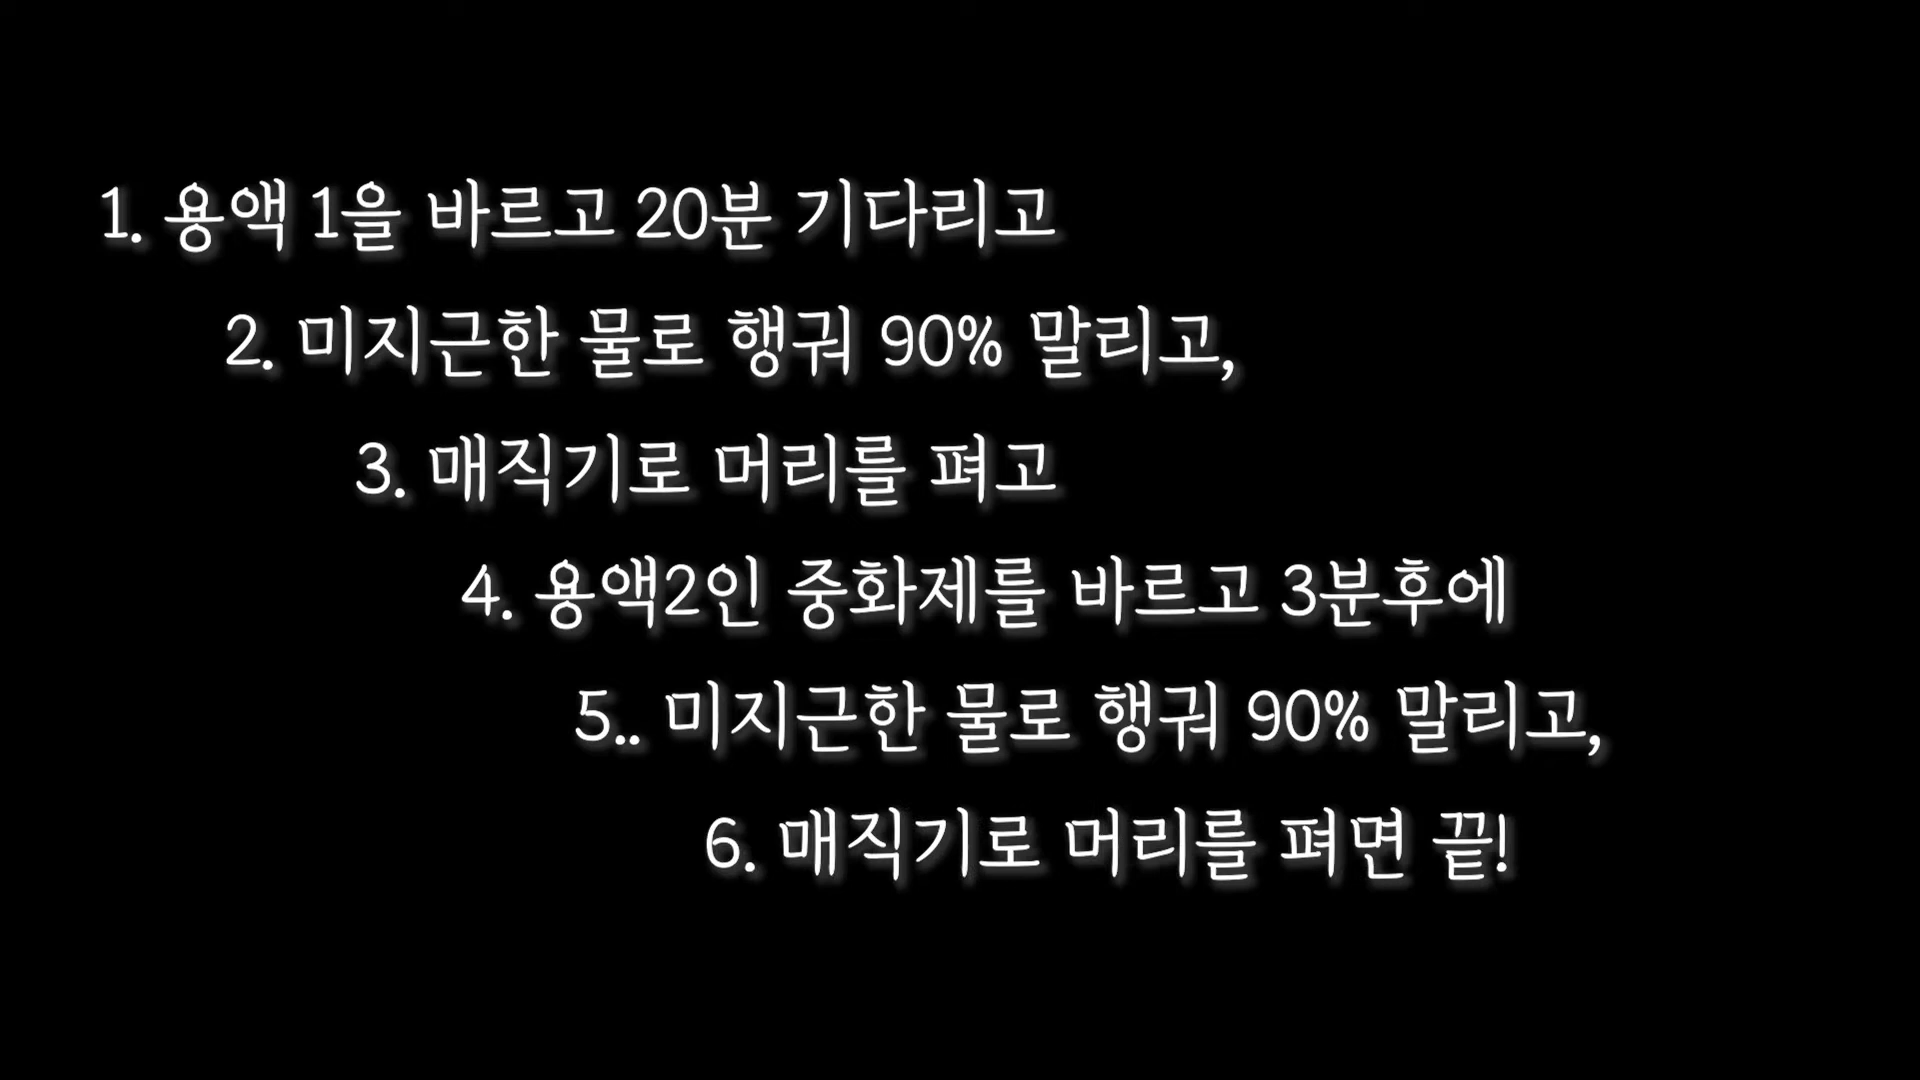 1. 용액 1을 바르고 20분 기다리고
2. 미지근한 물로 행궈 90% 말리고,
3. 매직기로 머리를 펴고
4. 용액2인 중화제를 바르고 3분후에
5.. 미지근한 물로 행궈 90% 말리고,
6. 매직기로 머리를 펴면 끝!